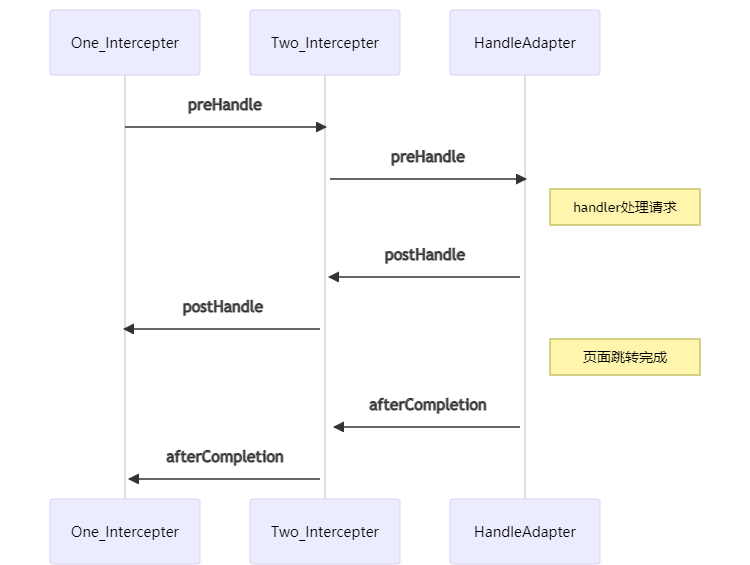 One_Intercepter
Two_Intercepter
HandleAdapter
preHandle
preHandle
handler处理请求
postHandle
postHandle
页面跳转完成
afterCompletion
afterCompletion
One_Intercepter
Two_Intercepter
HandleAdapter